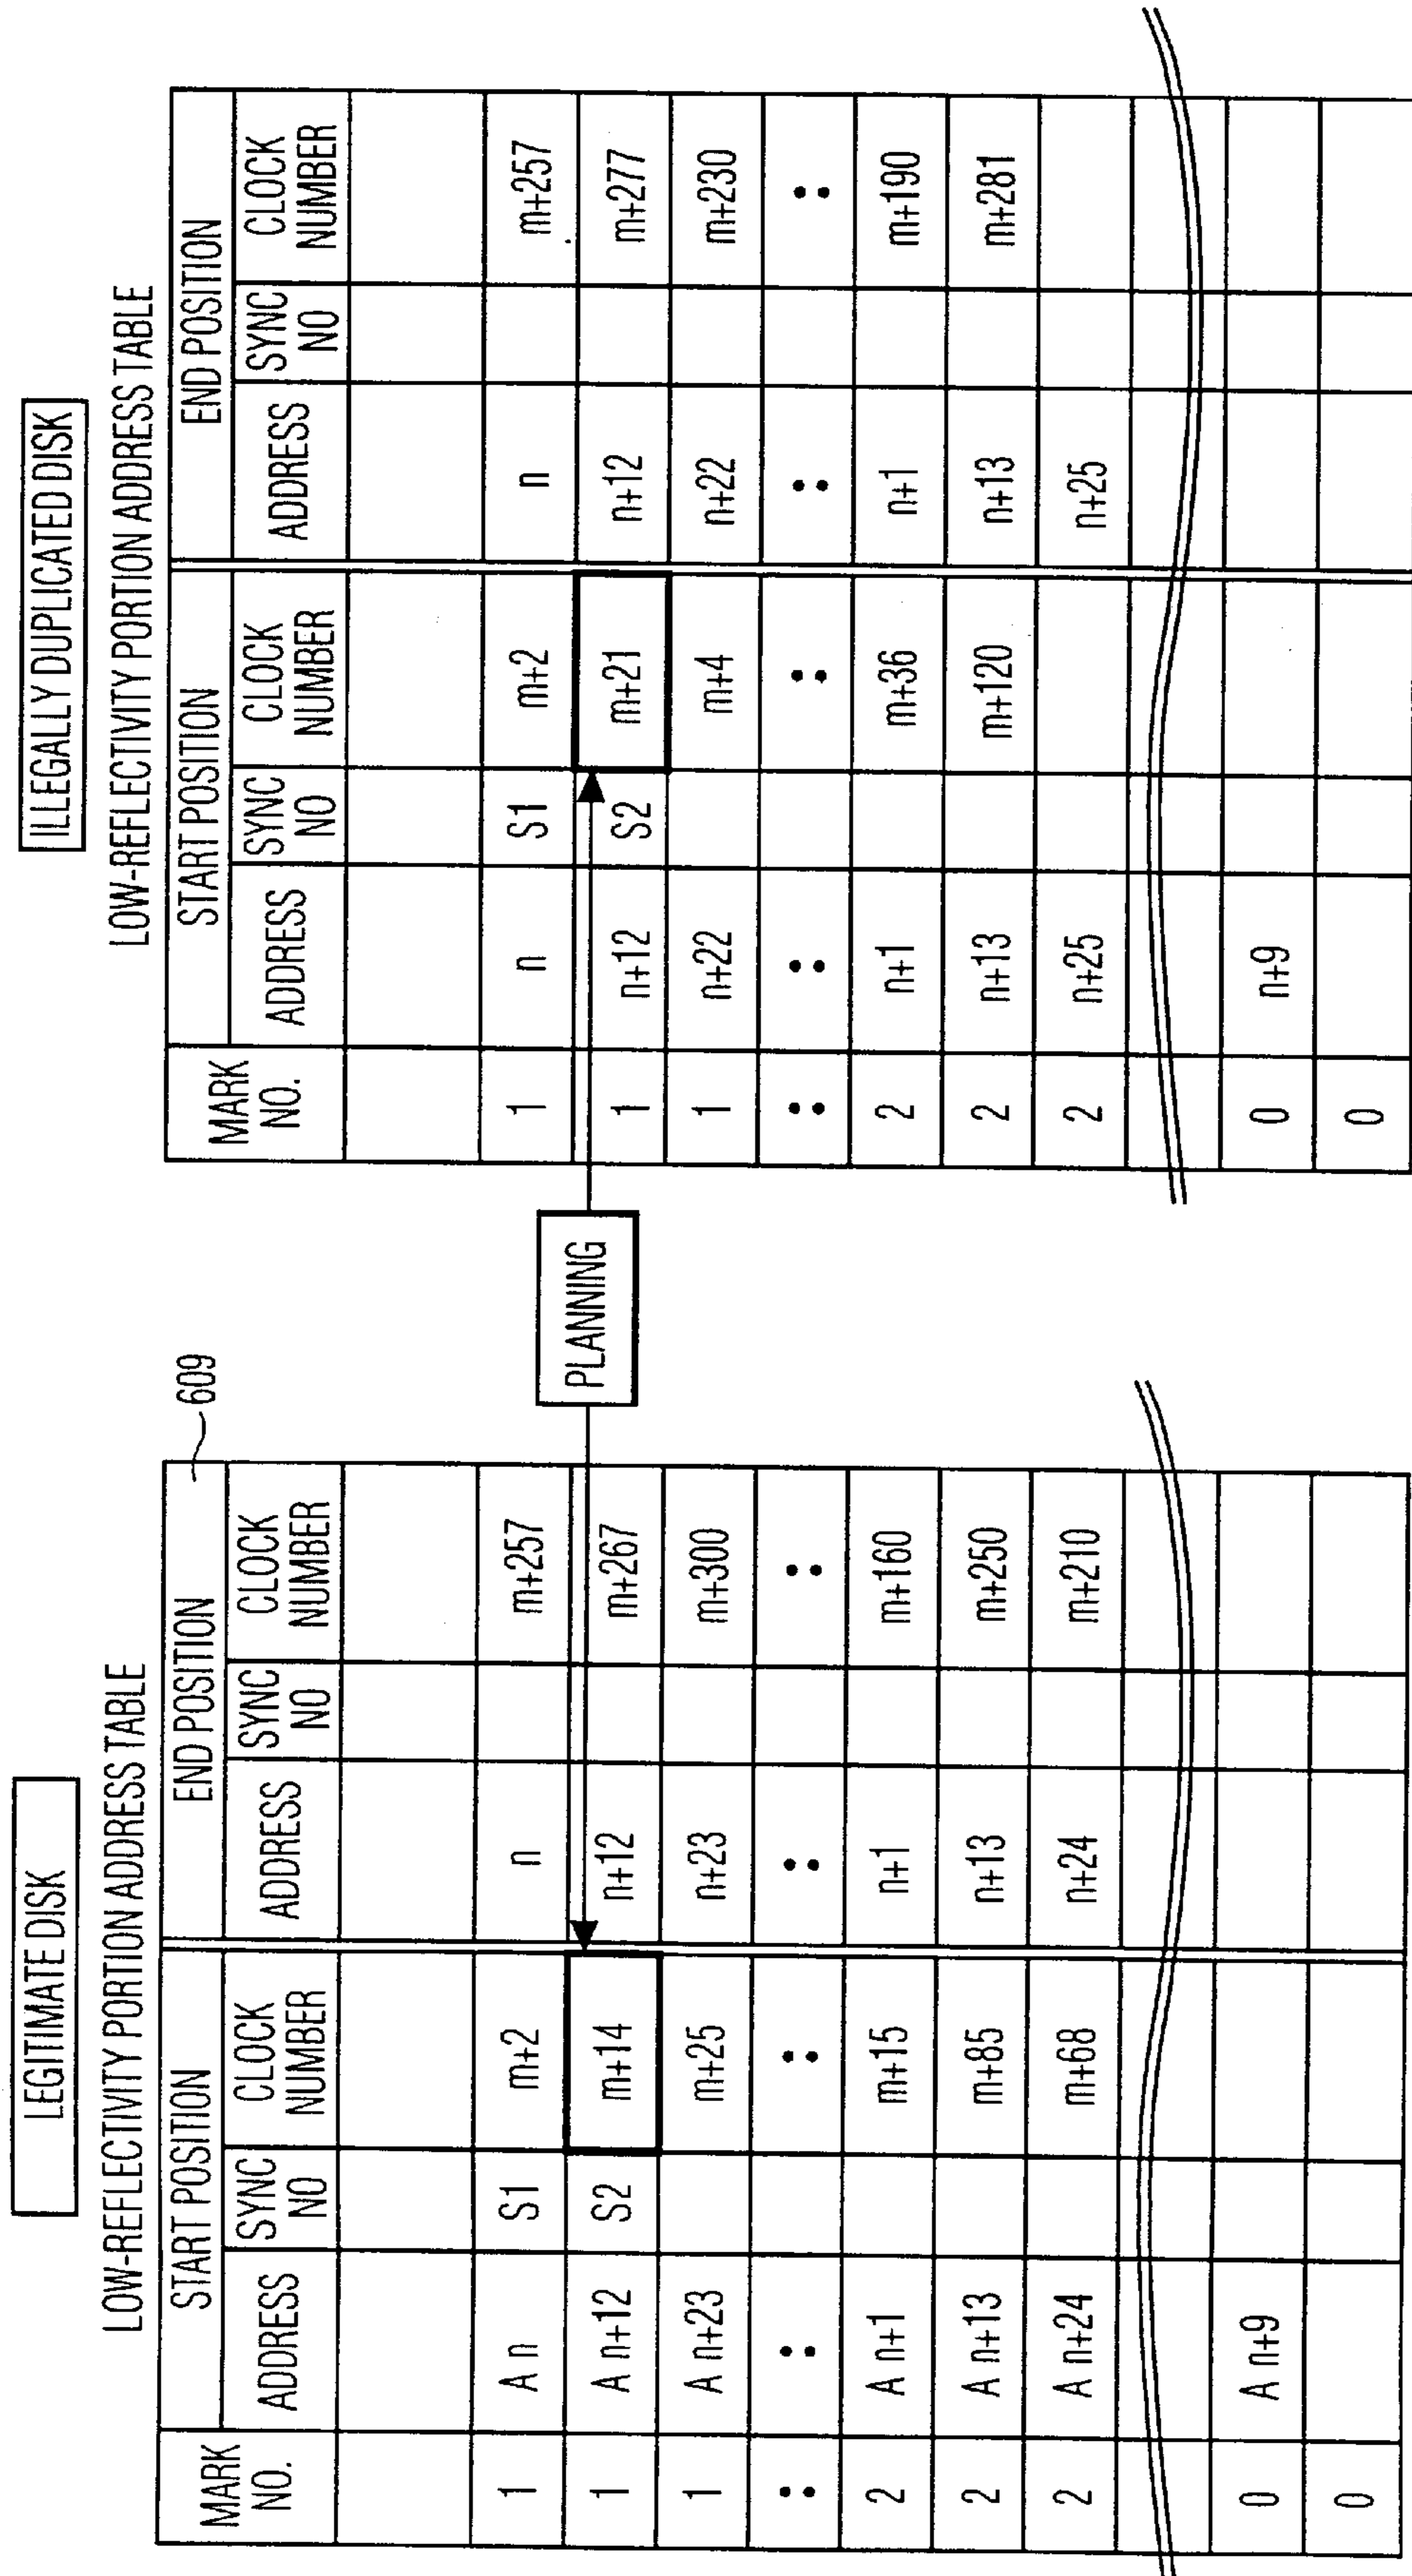 LEGITIMATE DISK
LOW-REFLECTIVITY PORTION ADDRESS TABLE
609
MARK NO. START POSITION END POSITION
ADDRESS SYNC NO CLOCK NUMBER ADDRESS SYNC NO CLOCK NUMBER
1 A n S1 m+2 n m+257
1 A n+12 S2 m+14 n+12 m+267
1 A n+23 m+25 n+23 m+300
: : : : :
2 A n+1 m+15 n+1 m+160
2 A n+13 m+85 n+13 m+250
2 A n+24 m+68 n+24 m+210
0 A n+9
0
PLANNING
ILLEGALLY DUPLICATED DISK
LOW-REFLECTIVITY PORTION ADDRESS TABLE
MARK NO. START POSITION END POSITION
ADDRESS SYNC NO CLOCK NUMBER ADDRESS SYNC NO CLOCK NUMBER
1 n S1 m+2 n m+257
1 n+12 S2 m+21 n+12 m+277
1 n+22 m+4 n+22 m+230
: : : : :
2 n+1 m+36 n+1 m+190
2 n+13 m+120 n+13 m+281
2 n+25 n+25
0 n+9
0